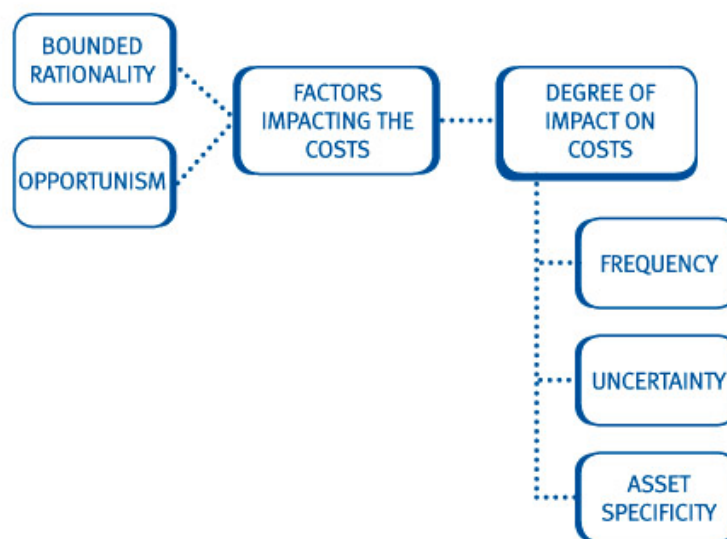 BOUNDED
RATIONALITY
OPPORTUNISM
FACTORS
IMPACTING THE
COSTS
DEGREE OF
IMPACT ON
COSTS
FREQUENCY
UNCERTAINTY
ASSET
SPECIFICITY